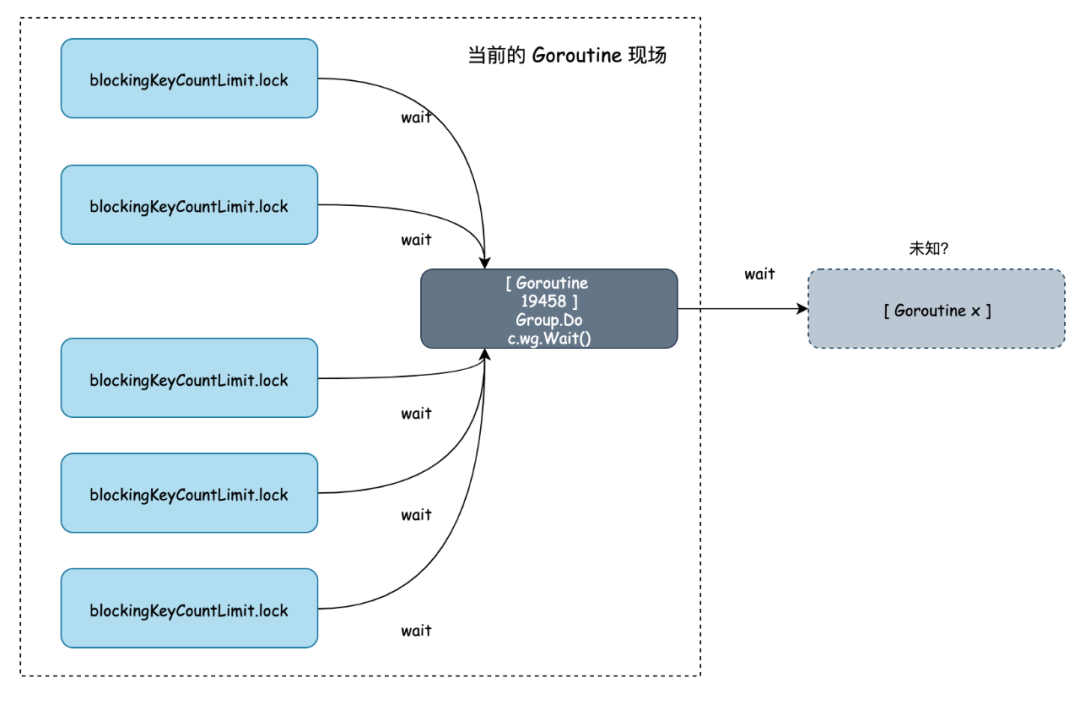 当前的 Goroutine 现场
blockingKeyCountLimit.lock
wait
blockingKeyCountLimit.lock
wait
[ Goroutine
19458 ]
Group.Do
c.wg.Wait()
wait
未知?
[ Goroutine x ]
blockingKeyCountLimit.lock
wait
blockingKeyCountLimit.lock
wait
blockingKeyCountLimit.lock
wait